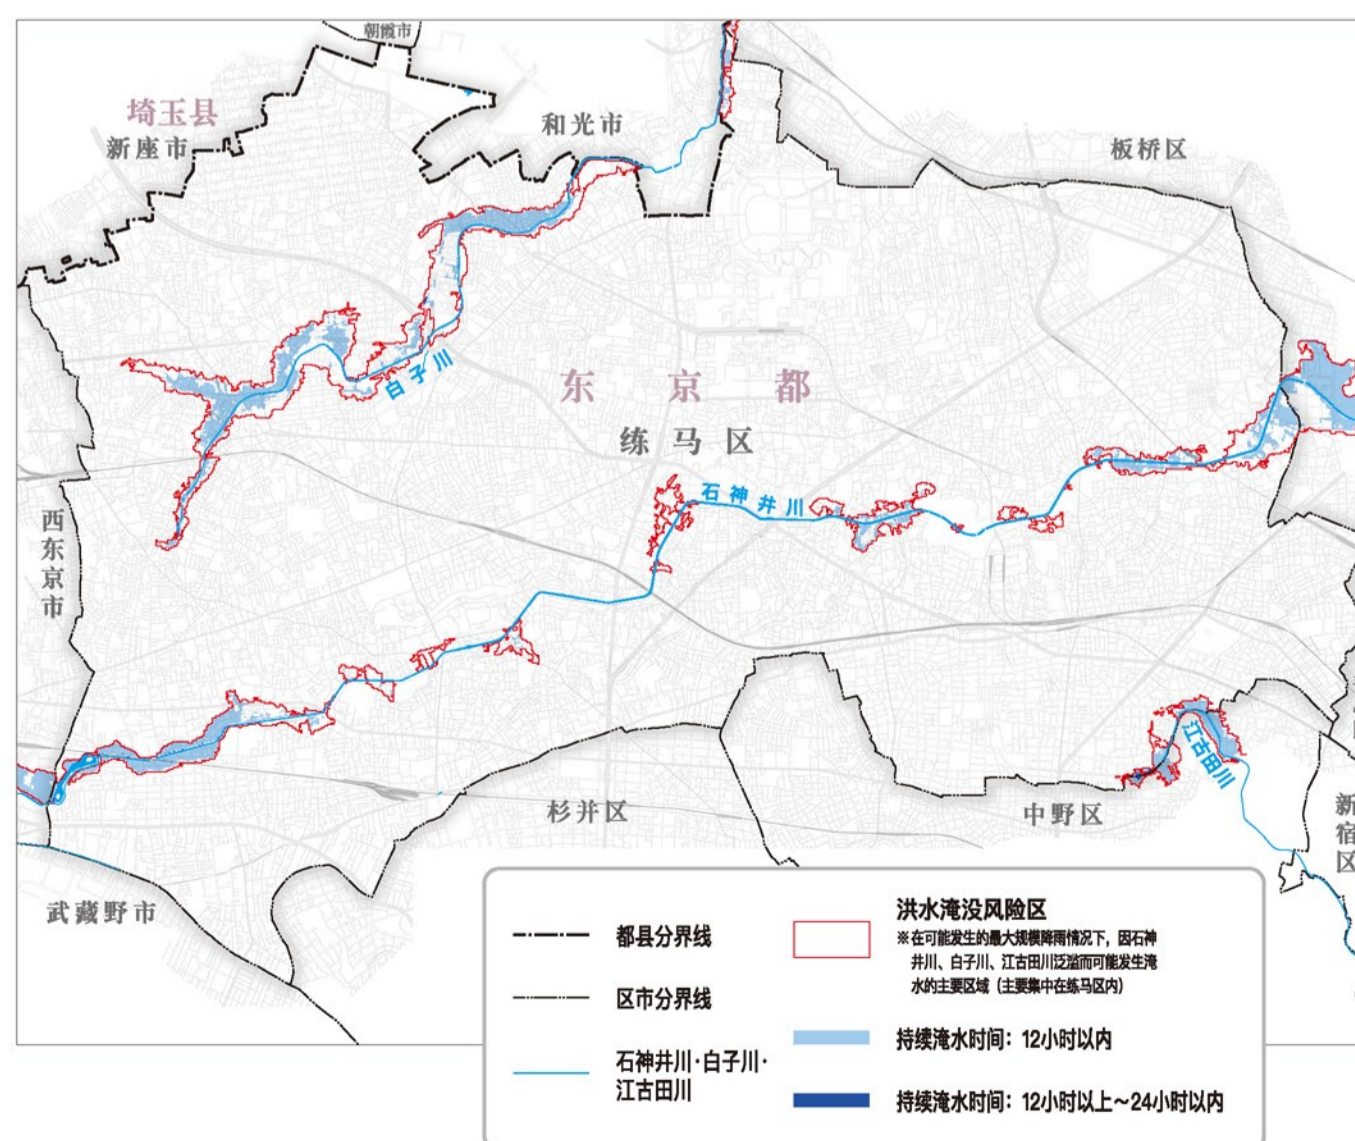 朝霞市
埼玉县
新座市
和光市
板桥区
白子川
东京都
练马区
石神井川
西东京市
江古田川
杉并区
中野区
新宿区
武藏野市
都县分界线
区市分界线
石神井川·白子川·
江古田川
洪水淹没风险区
※在可能发生的最大规模降雨情况下，因石神
井川、白子川、江古田川泛滥而可能发生淹
水的主要区域（主要集中在练马区内）
持续淹水时间：12小时以内
持续淹水时间：12小时以上～24小时以内